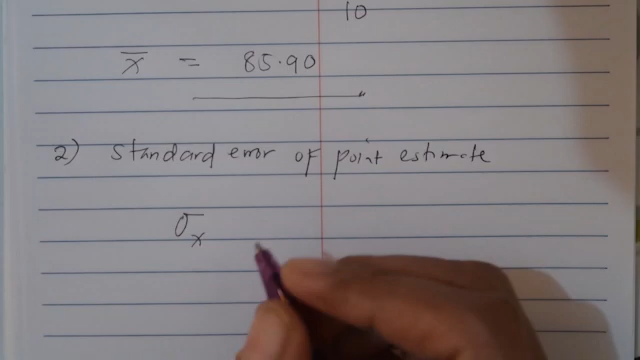 10
x̅ = 85.90
2) Standard error of point estimate
σx